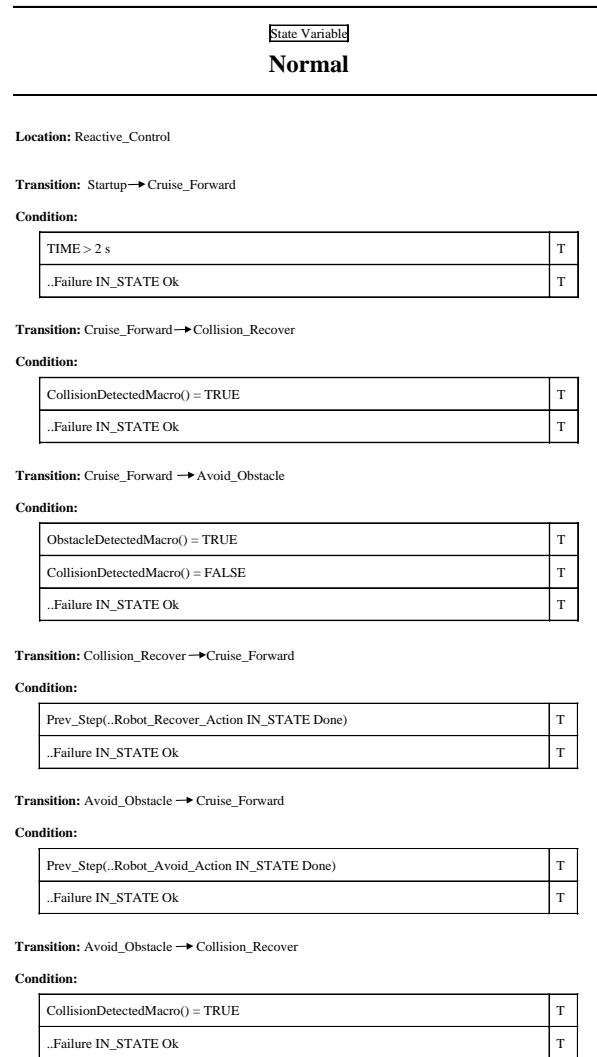 State Variable
Normal
Location: Reactive_Control
Transition: Startup→Cruise_Forward
Condition:
TIME > 2 s T
..Failure IN_STATE Ok T
Transition: Cruise_Forward→Collision_Recover
Condition:
CollisionDetectedMacro() = TRUE T
..Failure IN_STATE Ok T
Transition: Cruise_Forward →Avoid_Obstacle
Condition:
ObstacleDetectedMacro() = TRUE T
CollisionDetectedMacro() = FALSE T
..Failure IN_STATE Ok T
Transition: Collision_Recover→Cruise_Forward
Condition:
Prev_Step(..Robot_Recover_Action IN_STATE Done) T
..Failure IN_STATE Ok T
Transition: Avoid_Obstacle → Cruise_Forward
Condition:
Prev_Step(..Robot_Avoid_Action IN_STATE Done) T
..Failure IN_STATE Ok T
Transition: Avoid_Obstacle → Collision_Recover
Condition:
CollisionDetectedMacro() = TRUE T
..Failure IN_STATE Ok T